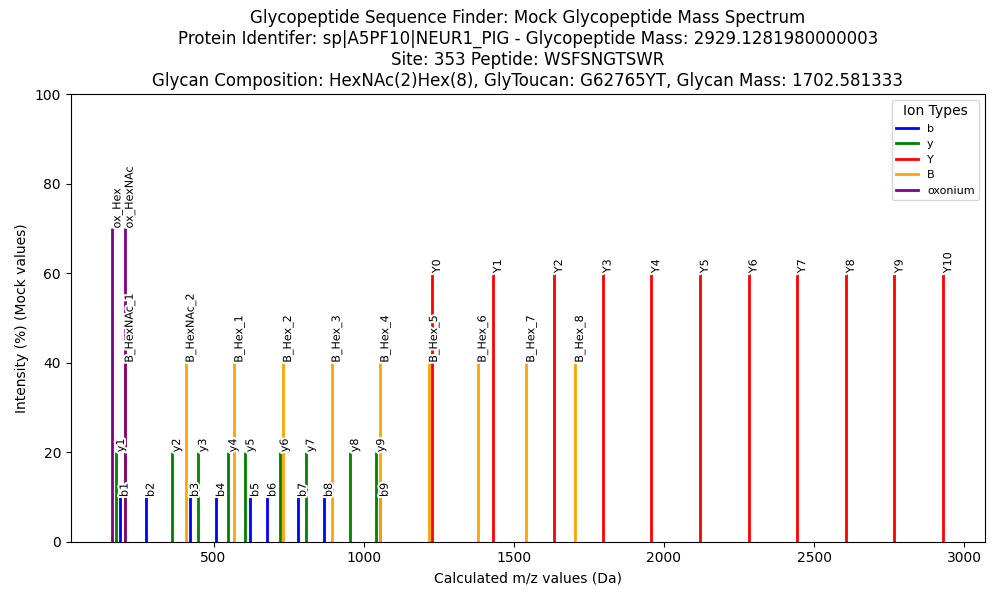 Glycopeptide Sequence Finder: Mock Glycopeptide Mass Spectrum
Protein Identifer: sp|A5PF10|NEUR1_PIG - Glycopeptide Mass: 2929.1281980000003
Site: 353 Peptide: WSFSNGTSWR
Glycan Composition: HexNAc(2)Hex(8), GlyToucan: G62765YT, Glycan Mass: 1702.581333
Intensity (%) (Mock values)
100
80
60
40
20
0
Ion Types
b
y
Y
B
oxonium
ox_Hex
ox_HexNAc
Y0
Y1
Y2
Y3
Y4
Y5
Y6
Y7
Y8
Y9
Y10
B_HexNAc_1
B_HexNAc_2
B_Hex_1
B_Hex_2
B_Hex_3
B_Hex_4
B_Hex_5
B_Hex_6
B_Hex_7
B_Hex_8
y1
y2
y3
y4
y5
y6
y7
y8
y9
b1
b2
b3
b4
b5
b6
b7
b8
b9
500
1000
1500
2000
2500
3000
Calculated m/z values (Da)